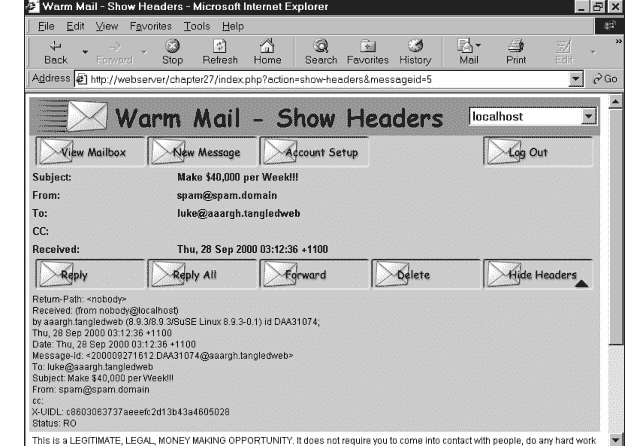 Warm Mail - Show Headers - Microsoft Internet Explorer
File Edit View Favorites Tools Help
Back Forward Stop Refresh Home Search Favorites History Mail Print Edit »
Address http://webserver/chapter27/index.php?action=show-headers&messageid=5 Go
Warm Mail - Show Headers localhost
View Mailbox New Message Account Setup Log Out
Subject: Make $40,000 per Week!!!
From: spam@spam.domain
To: luke@aaargh.tangledweb
CC:
Received: Thu, 28 Sep 2000 03:12:36 +1100
Reply Reply All Forward Delete Hide Headers
Return-Path: <nobody>
Received: (from nobody@localhost)
by aaargh.tangledweb (8.9.3/8.9.3/SuSE Linux 8.9.3-0.1) id DAA31074;
Thu, 28 Sep 2000 03:12:36 +1100
Date: Thu, 28 Sep 2000 03:12:36 +1100
Message-Id: <200009271612.DAA31074@aaargh.tangledweb>
To: luke@aaargh.tangledweb
Subject: Make $40,000 per Week!!!
From: spam@spam.domain
cc:
X-UIDL: c8603063737aeeefc2d13b43a4605028
Status: RO
This is a LEGITIMATE, LEGAL, MONEY MAKING OPPORTUNITY. It does not require you to come into contact with people, do any hard work